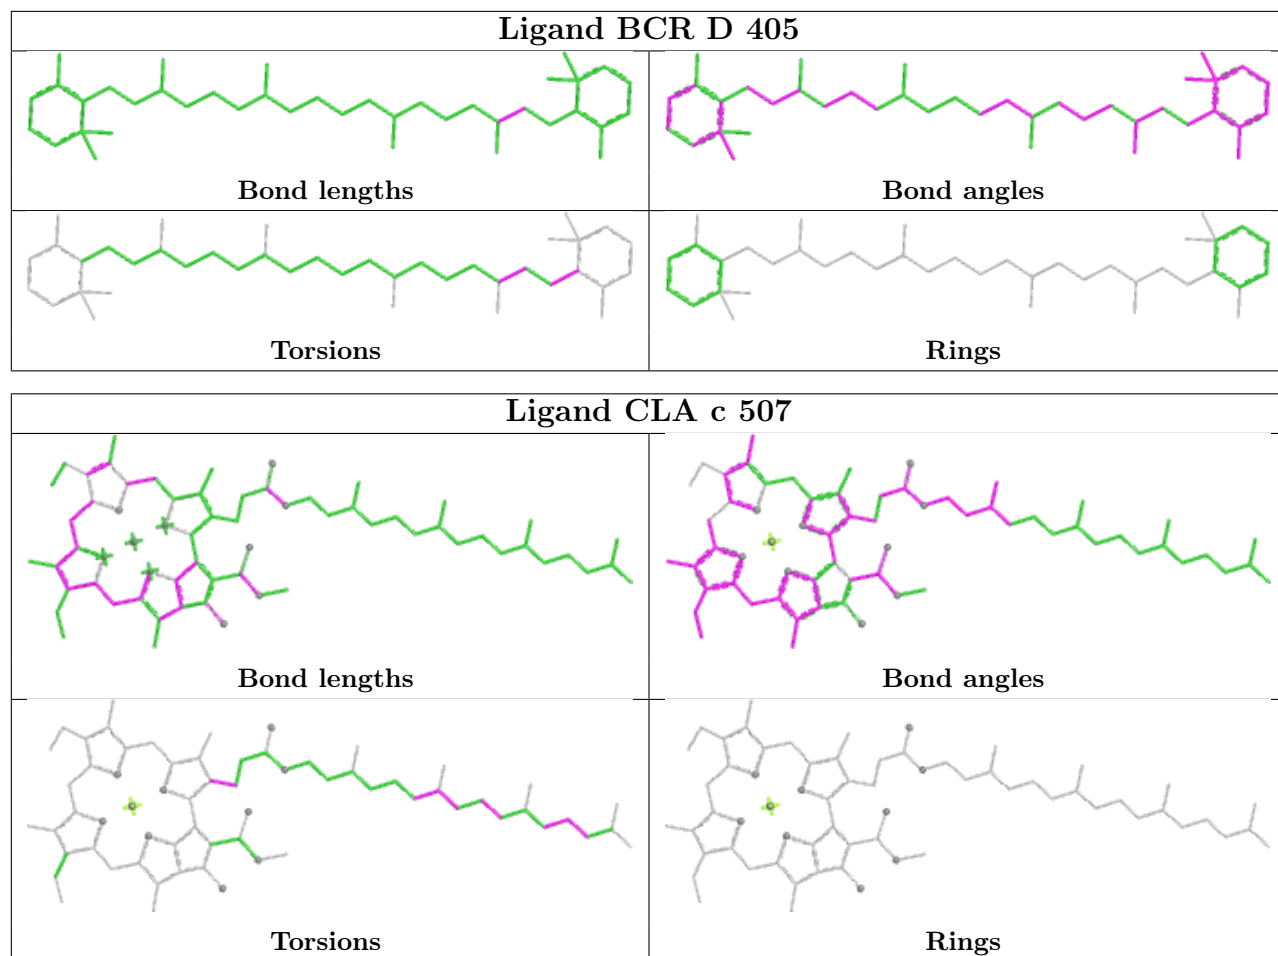 Ligand BCR D 405
Bond lengths
Bond angles
Torsions
Rings
Ligand CLA c 507
Bond lengths
Bond angles
Torsions
Rings